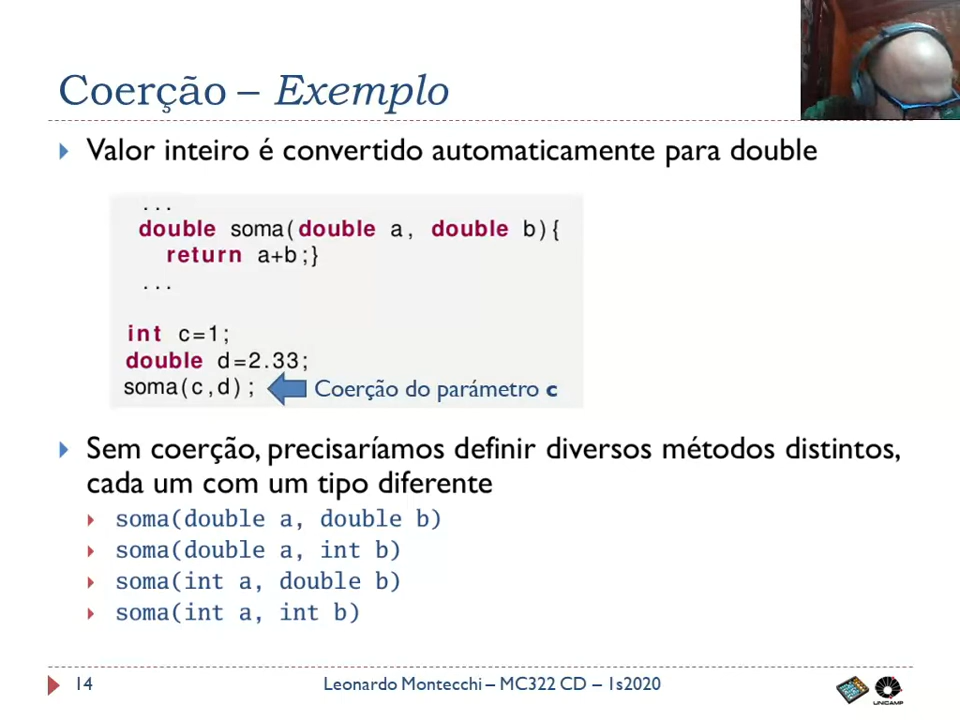 Coerção – Exemplo
Valor inteiro é convertido automaticamente para double
...
double soma(double a, double b){
return a+b;}
...
int c=1;
double d=2.33;
soma(c,d);
Coerção do parámetro c
Sem coerção, precisaríamos definir diversos métodos distintos,
cada um com um tipo diferente
soma(double a, double b)
soma(double a, int b)
soma(int a, double b)
soma(int a, int b)
14
Leonardo Montecchi – MC322 CD – 1s2020
UNICAMP